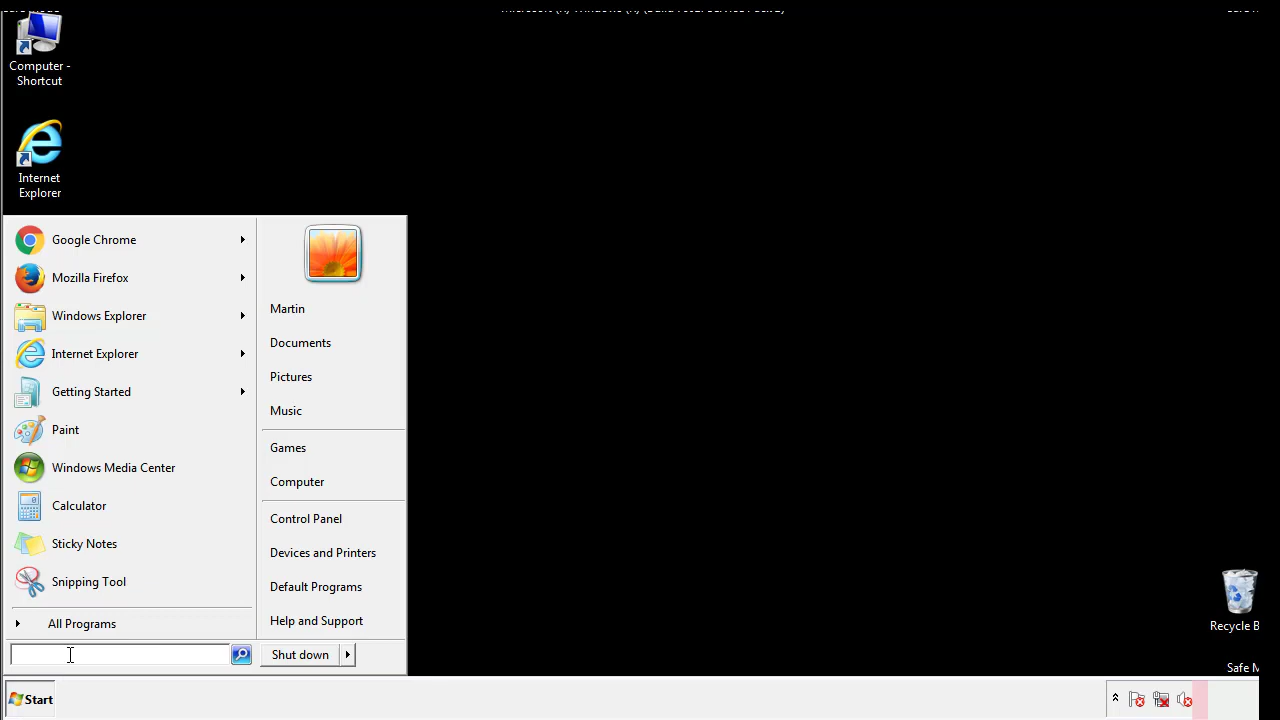 Computer -
Shortcut
Internet
Explorer
Google Chrome
Mozilla Firefox
Windows Explorer
Internet Explorer
Getting Started
Paint
Windows Media Center
Calculator
Sticky Notes
Snipping Tool
All Programs
Martin
Documents
Pictures
Music
Games
Computer
Control Panel
Devices and Printers
Default Programs
Help and Support
Shut down
Recycle B
Safe M
Start